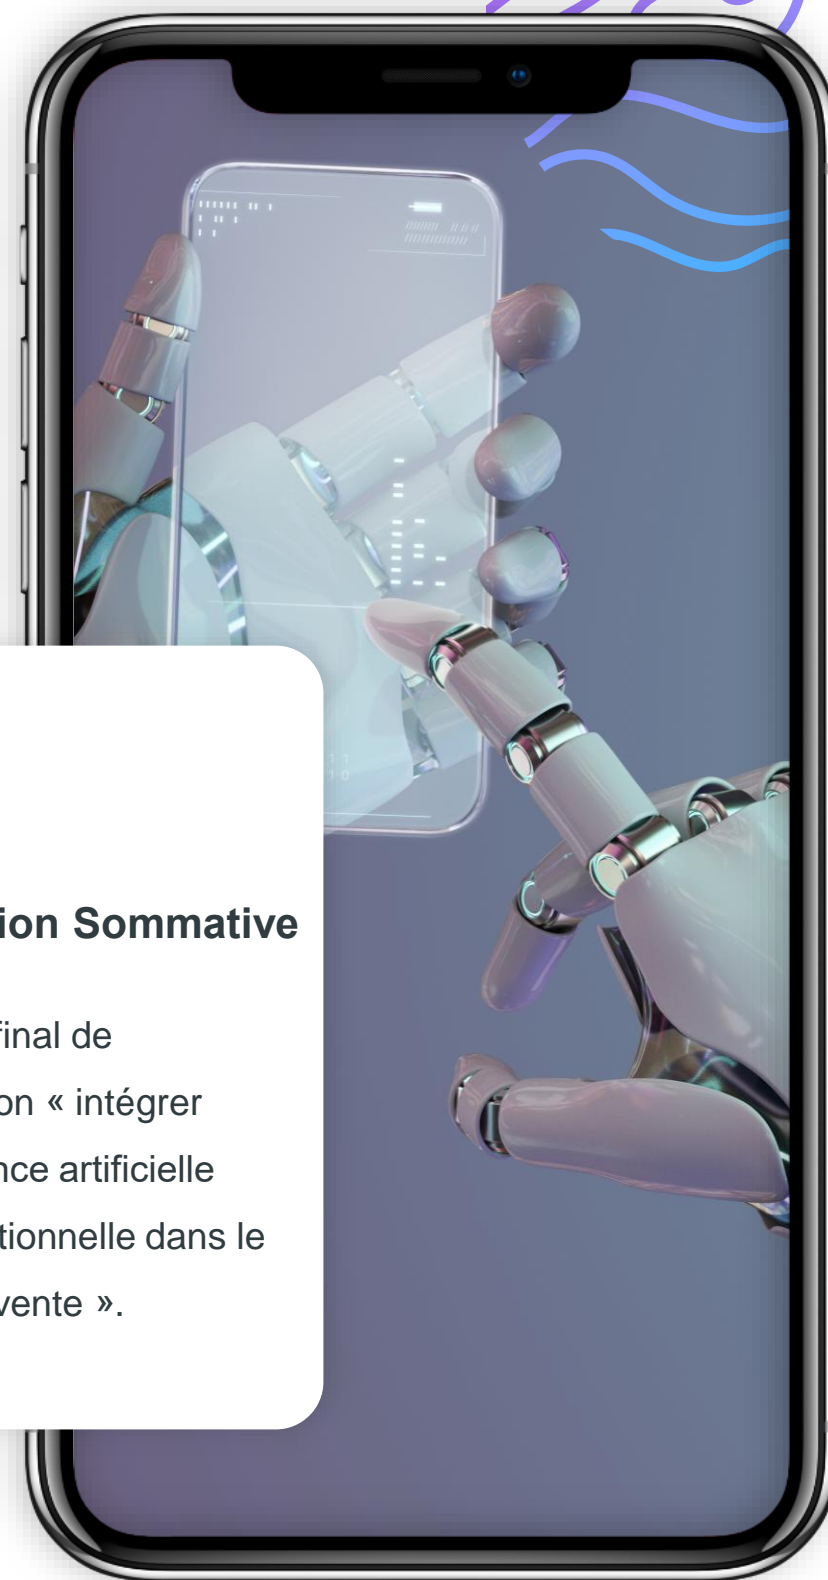 ion Sommative
final de
on « intégrer
nce artificielle
tionnelle dans le
vente ».